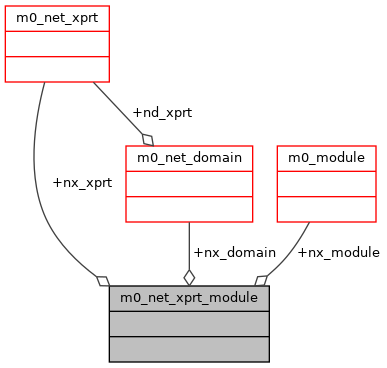 m0_net_xprt
+nd_xprt
m0_net_domain
m0_module
+nx_xprt
+nx_domain
+nx_module
m0_net_xprt_module